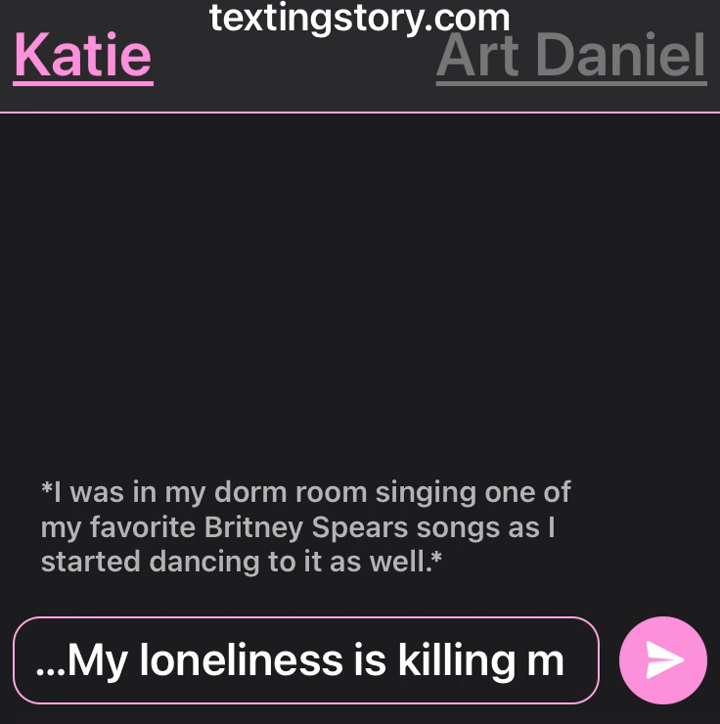 textingstory.com
Katie
Art Daniel
*I was in my dorm room singing one of
my favorite Britney Spears songs as I
started dancing to it as well.*
...My loneliness is killing m